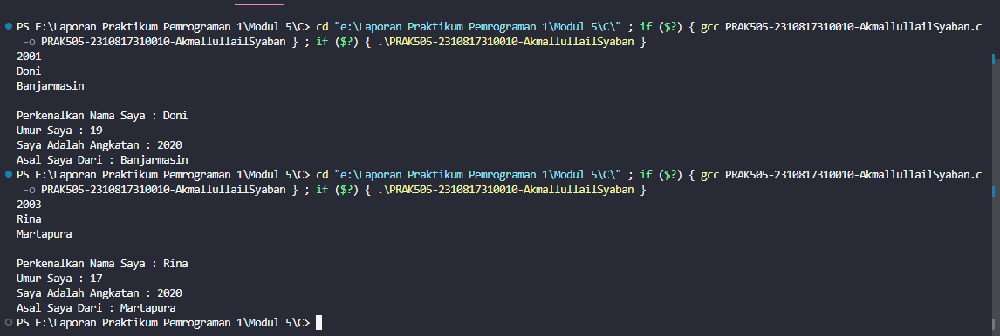 PS E:\Laporan Praktikum Pemrograman 1\Modul 5\C> cd "e:\Laporan Praktikum Pemrograman 1\Modul 5\C\" ; if ($?) { gcc PRAK505-2310817310010-AkmallullailSyaban.c
-o PRAK505-2310817310010-AkmallullailSyaban } ; if ($?) { .\PRAK505-2310817310010-AkmallullailSyaban }
2001
Doni
Banjarmasin
Perkenalkan Nama Saya : Doni
Umur Saya : 19
Saya Adalah Angkatan : 2020
Asal Saya Dari : Banjarmasin
PS E:\Laporan Praktikum Pemrograman 1\Modul 5\C> cd "e:\Laporan Praktikum Pemrograman 1\Modul 5\C\" ; if ($?) { gcc PRAK505-2310817310010-AkmallullailSyaban.c
-o PRAK505-2310817310010-AkmallullailSyaban } ; if ($?) { .\PRAK505-2310817310010-AkmallullailSyaban }
2003
Rina
Martapura
Perkenalkan Nama Saya : Rina
Umur Saya : 17
Saya Adalah Angkatan : 2020
Asal Saya Dari : Martapura
PS E:\Laporan Praktikum Pemrograman 1\Modul 5\C>